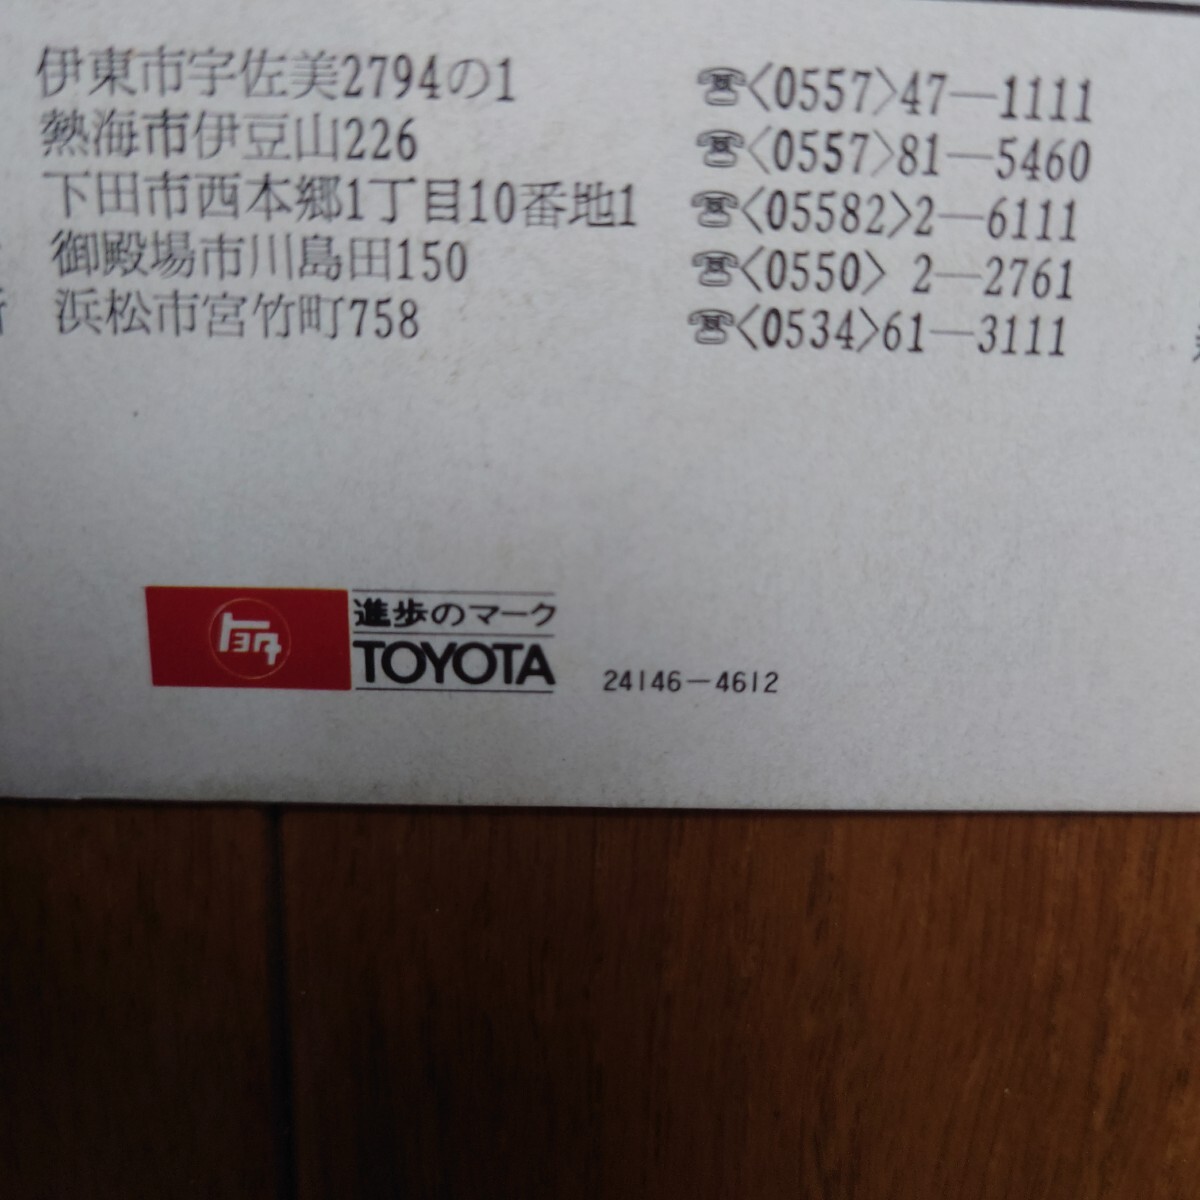 伊東市宇佐美2794の1 ☎〈0557〉47—1111
熱海市伊豆山226 ☎〈0557〉81—5460
下田市西本郷1丁目10番地1 ☎〈05582〉2—6111
御殿場市川島田150 ☎〈0550〉 2—2761
浜松市宮竹町758 ☎〈0534〉61—3111
トヨタ
進歩のマーク
TOYOTA
24146—4612